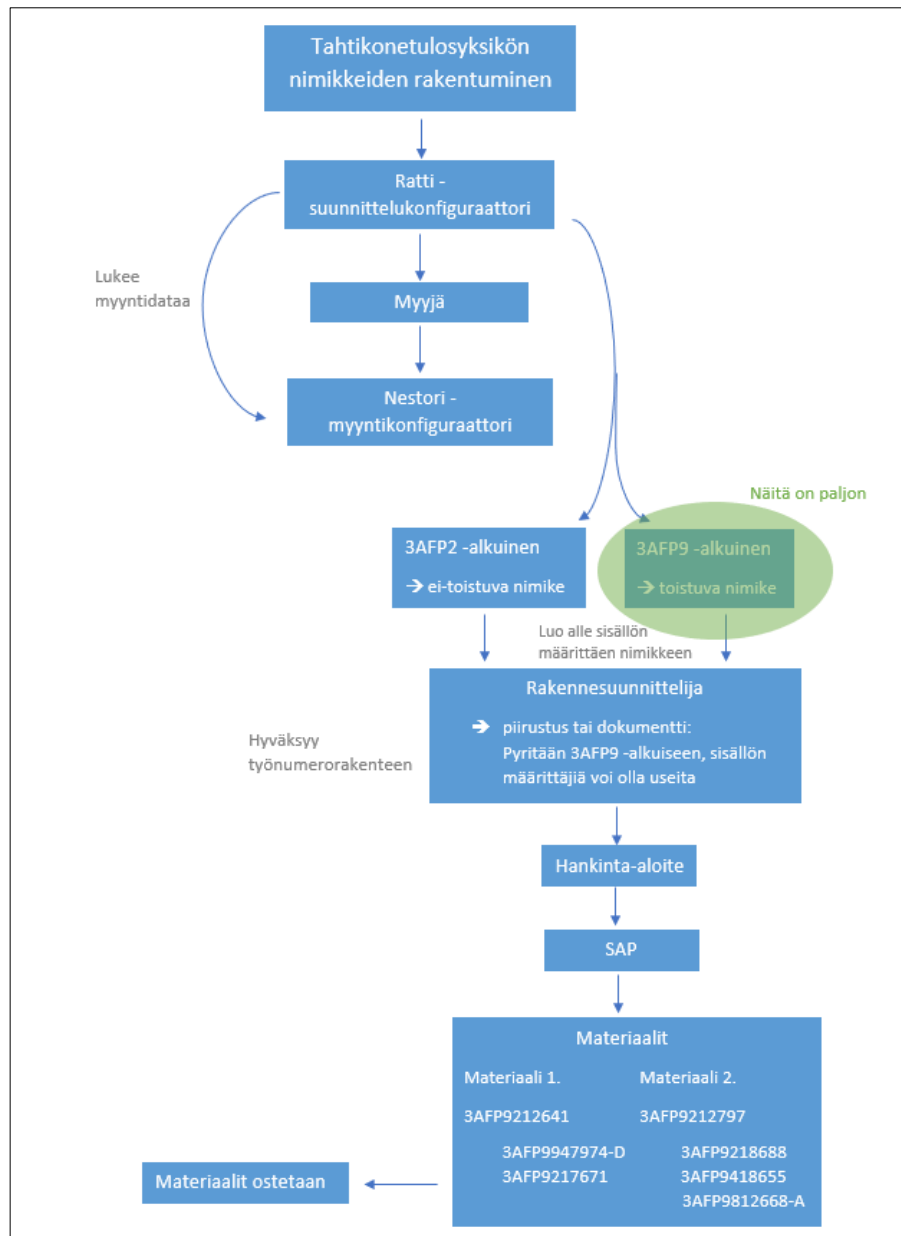 Tahtikonetulosyksikön
nimikkeiden rakentuminen
Ratti -
suunnittelukonfiguraattori
Lukee
myyntidataa
Myyjä
Nestori -
myyntikonfiguraattori
Näitä on paljon
3AFP2 -alkuinen
→ ei-toistuva nimike
3AFP9 -alkuinen
→ toistuva nimike
Luo alle sisällön
määrittäen nimikkeen
Rakennesuunnittelija
→ piirustus tai dokumentti:
Pyritään 3AFP9 -alkuiseen, sisällön
määrittäjiä voi olla useita
Hyväksyy
työnumerorakenteen
Hankinta-aloite
SAP
Materiaalit
Materiaali 1.
3AFP9212641
3AFP9947974-D
3AFP9217671
Materiaali 2.
3AFP9212797
3AFP9218688
3AFP9418655
3AFP9812668-A
Materiaalit ostetaan